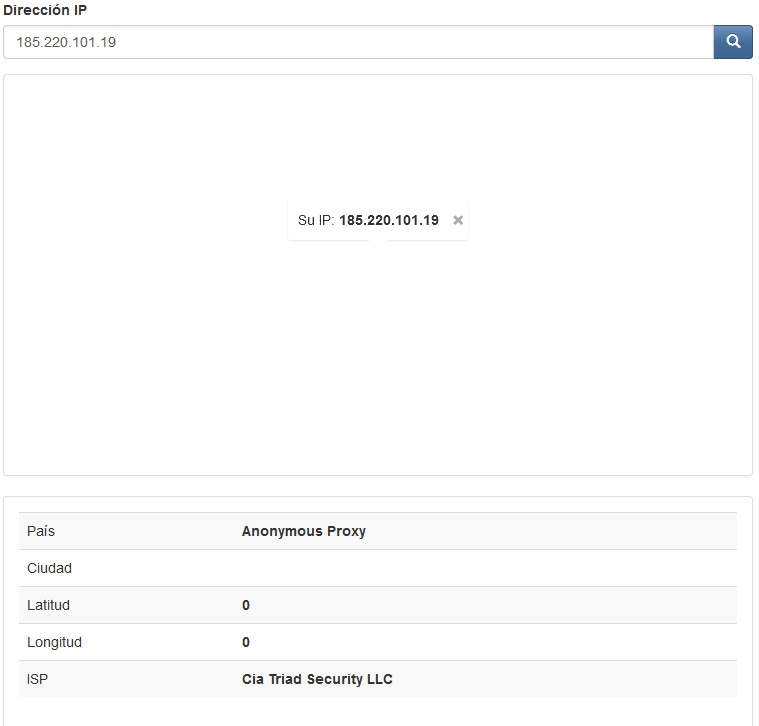 Dirección IP
185.220.101.19
Su IP: 185.220.101.19
País Anonymous Proxy
Ciudad
Latitud 0
Longitud 0
ISP Cia Triad Security LLC